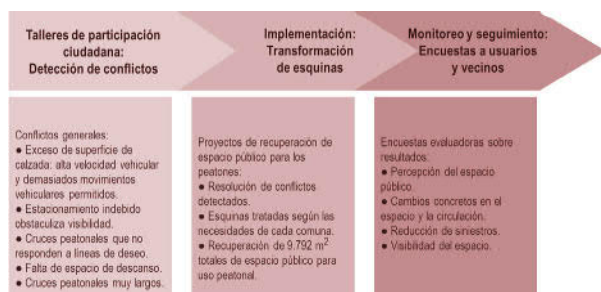 Talleres de participación
ciudadana:
Detección de conflictos
Implementación:
Transformación
de esquinas
Monitoreo y seguimiento:
Encuestas a usuarios
y vecinos
Conflictos generales:
● Exceso de superficie de
calzada: alta velocidad vehicular
y demasiados movimientos
vehiculares permitidos.
● Estacionamiento indebido
obstaculiza visibilidad.
● Cruces peatonales que no
responden a líneas de deseo.
● Falta de espacio de descanso.
● Cruces peatonales muy largos.
Proyectos de recuperación de
espacio público para los
peatones:
● Resolución de conflictos
detectados.
● Esquinas tratadas según las
necesidades de cada comuna.
● Recuperación de 9.792 m²
totales de espacio público para
uso peatonal.
Encuestas evaluadoras sobre
resultados:
● Percepción del espacio
público.
● Cambios concretos en el
espacio y la circulación.
● Reducción de siniestros.
● Visibilidad del espacio.